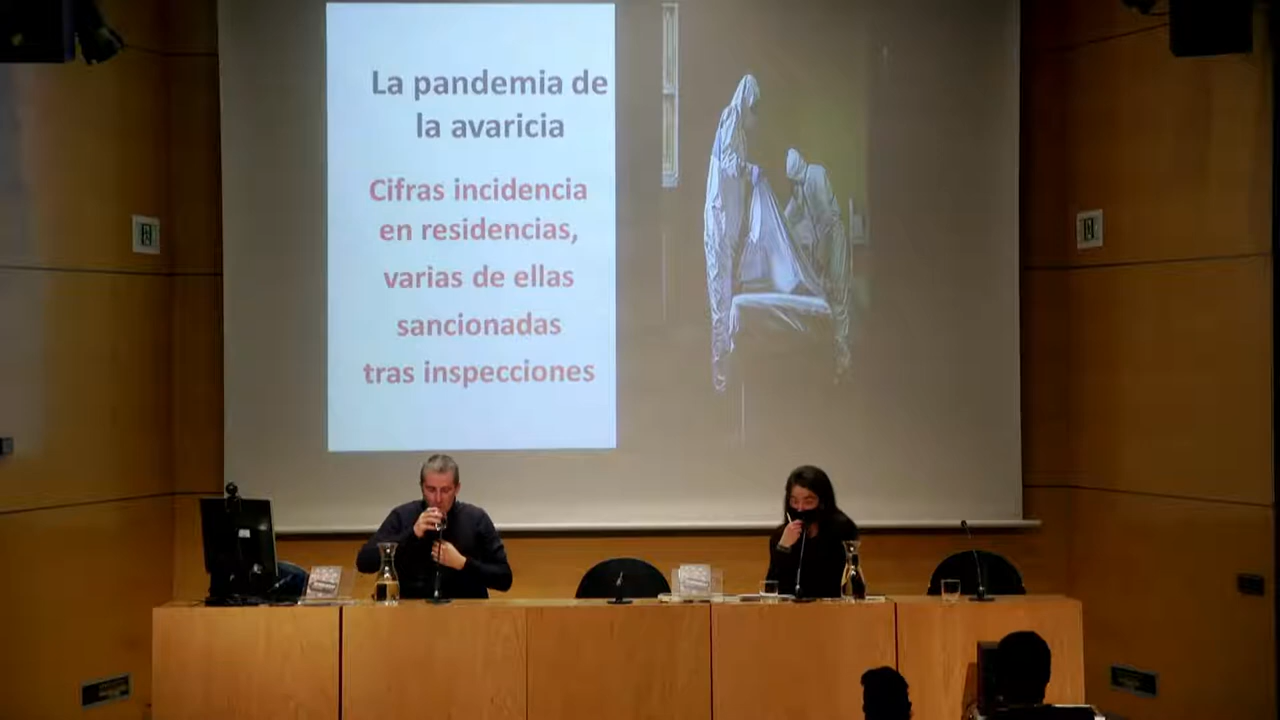 La pandemia de
la avaricia
Cifras incidencia
en residencias,
varias de ellas
sancionadas
tras inspecciones